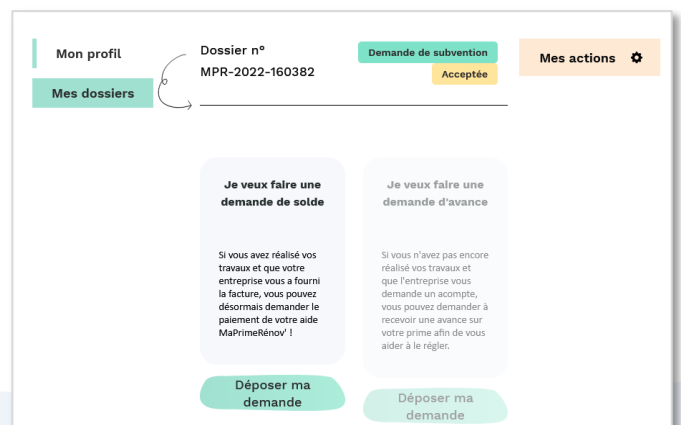 Mon profil
Mes dossiers
Dossier n°
MPR-2022-160382
Demande de subvention
Acceptée
Mes actions
Je veux faire une
demande de solde
Si vous avez réalisé vos
travaux et que votre
entreprise vous a fourni
la facture, vous pouvez
désormais demander le
paiement de votre aide
MaPrimeRénov' !
Déposer ma
demande
Je veux faire une
demande d'avance
Si vous n'avez pas encore
réalisé vos travaux et
que l'entreprise vous
demande un acompte,
vous pouvez demander à
recevoir une avance sur
votre prime afin de vous
aider à le régler.
Déposer ma
demande